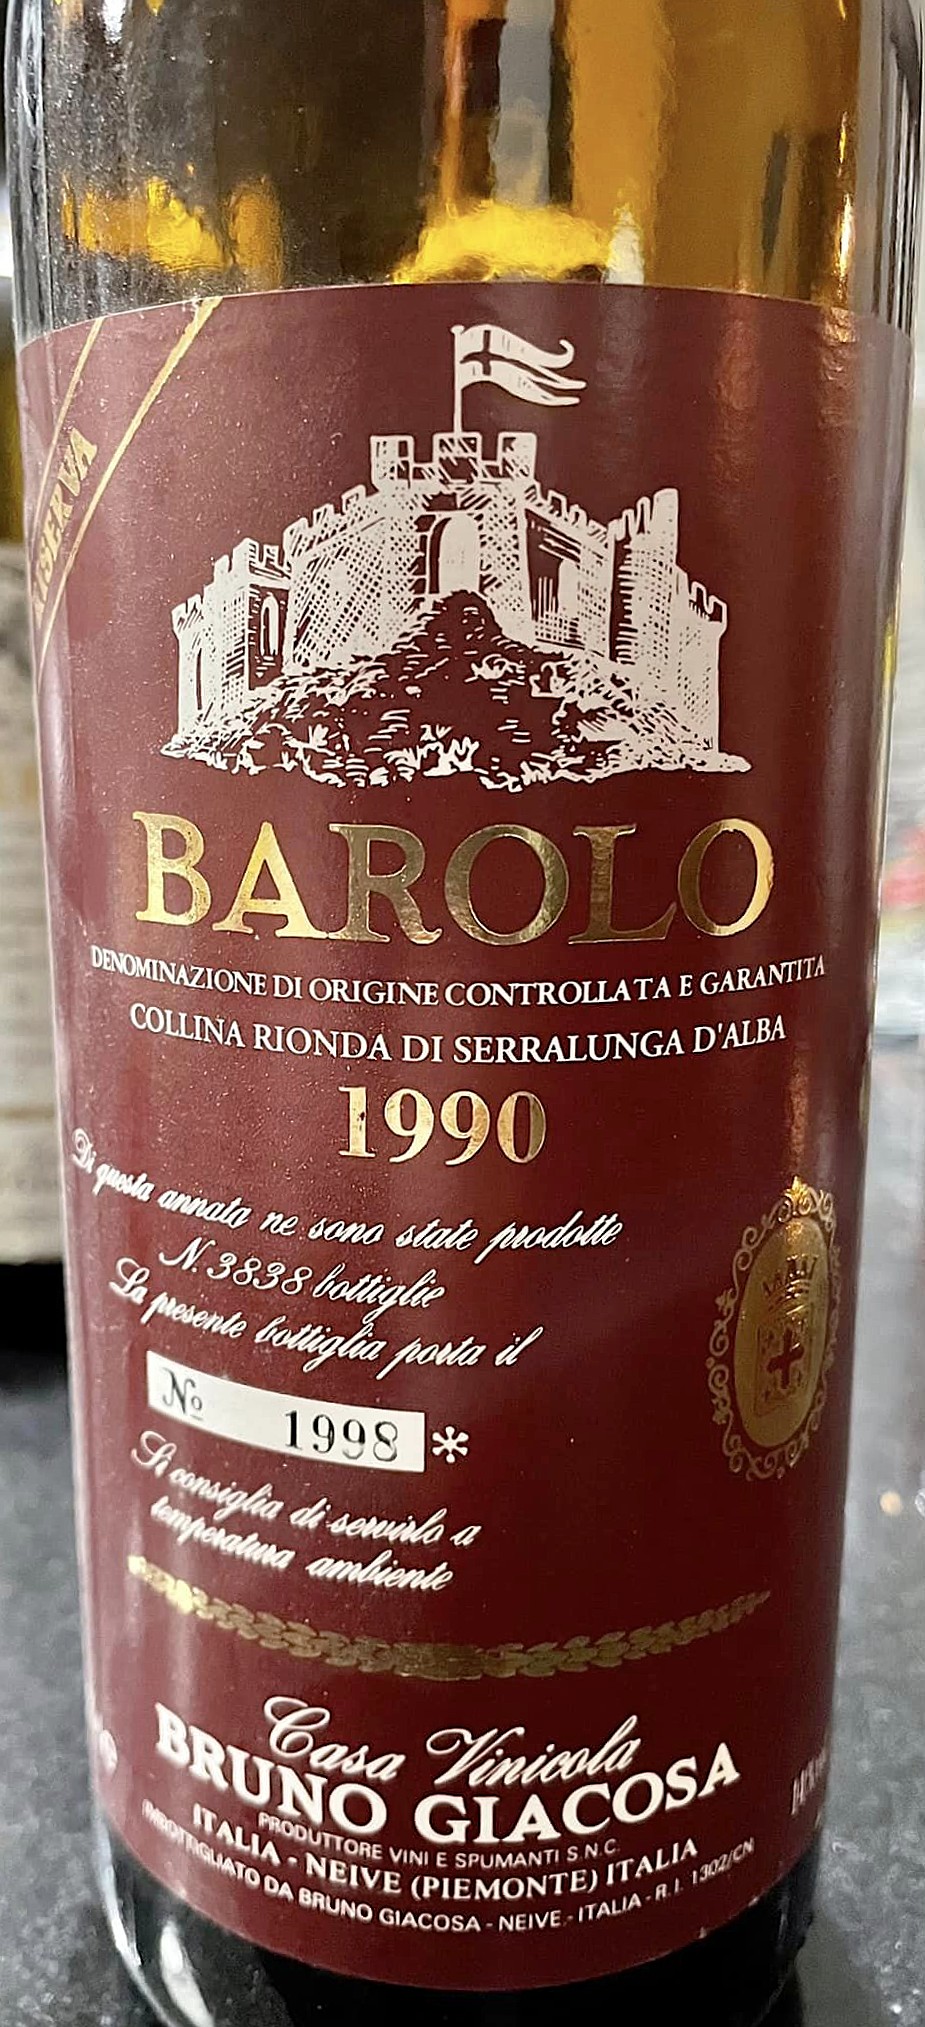 BAROLO
DENOMINAZIONE DI ORIGINE CONTROLLATA E GARANTITA
COLLINA RIONDA DI SERRALUNGA D'ALBA
1990
Di questa annata ne sono state prodotte
N. 3838 bottiglie
La presente bottiglia porta il
Nº 1998 *
Si consiglia di servirlo a
temperatura ambiente
Casa Vinicola
BRUNO GIACOSA
PRODUTTORE VINI E SPUMANTI S.N.C.
ITALIA - NEIVE (PIEMONTE) ITALIA
IMBOTTIGLIATO DA BRUNO GIACOSA - NEIVE - ITALIA - R.I. 1302/CN